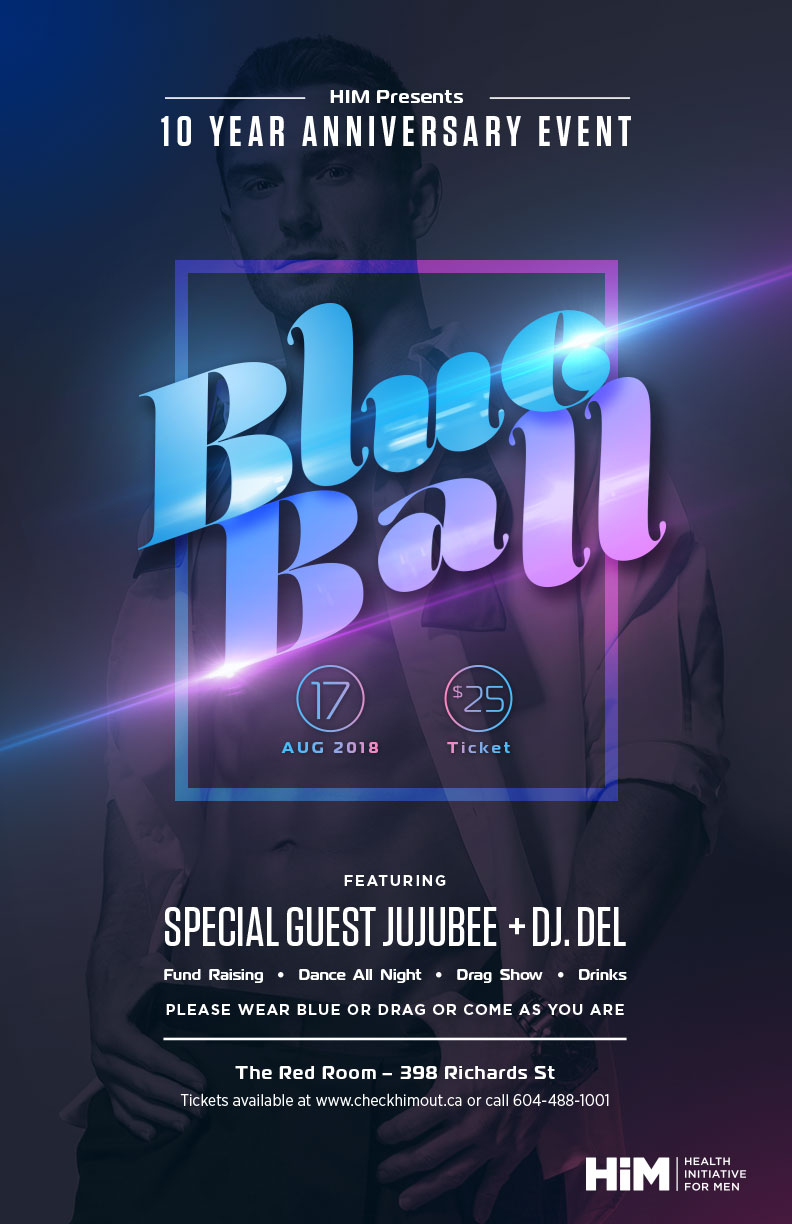 HIM Presents
10 YEAR ANNIVERSARY EVENT
Blue
Ball
17
AUG 2018
$25
Ticket
FEATURING
SPECIAL GUEST JUJUBEE + DJ. DEL
Fund Raising • Dance All Night • Drag Show • Drinks
PLEASE WEAR BLUE OR DRAG OR COME AS YOU ARE
The Red Room – 398 Richards St
Tickets available at www.checkhimout.ca or call 604-488-1001
HiM
HEALTH
INITIATIVE
FOR MEN